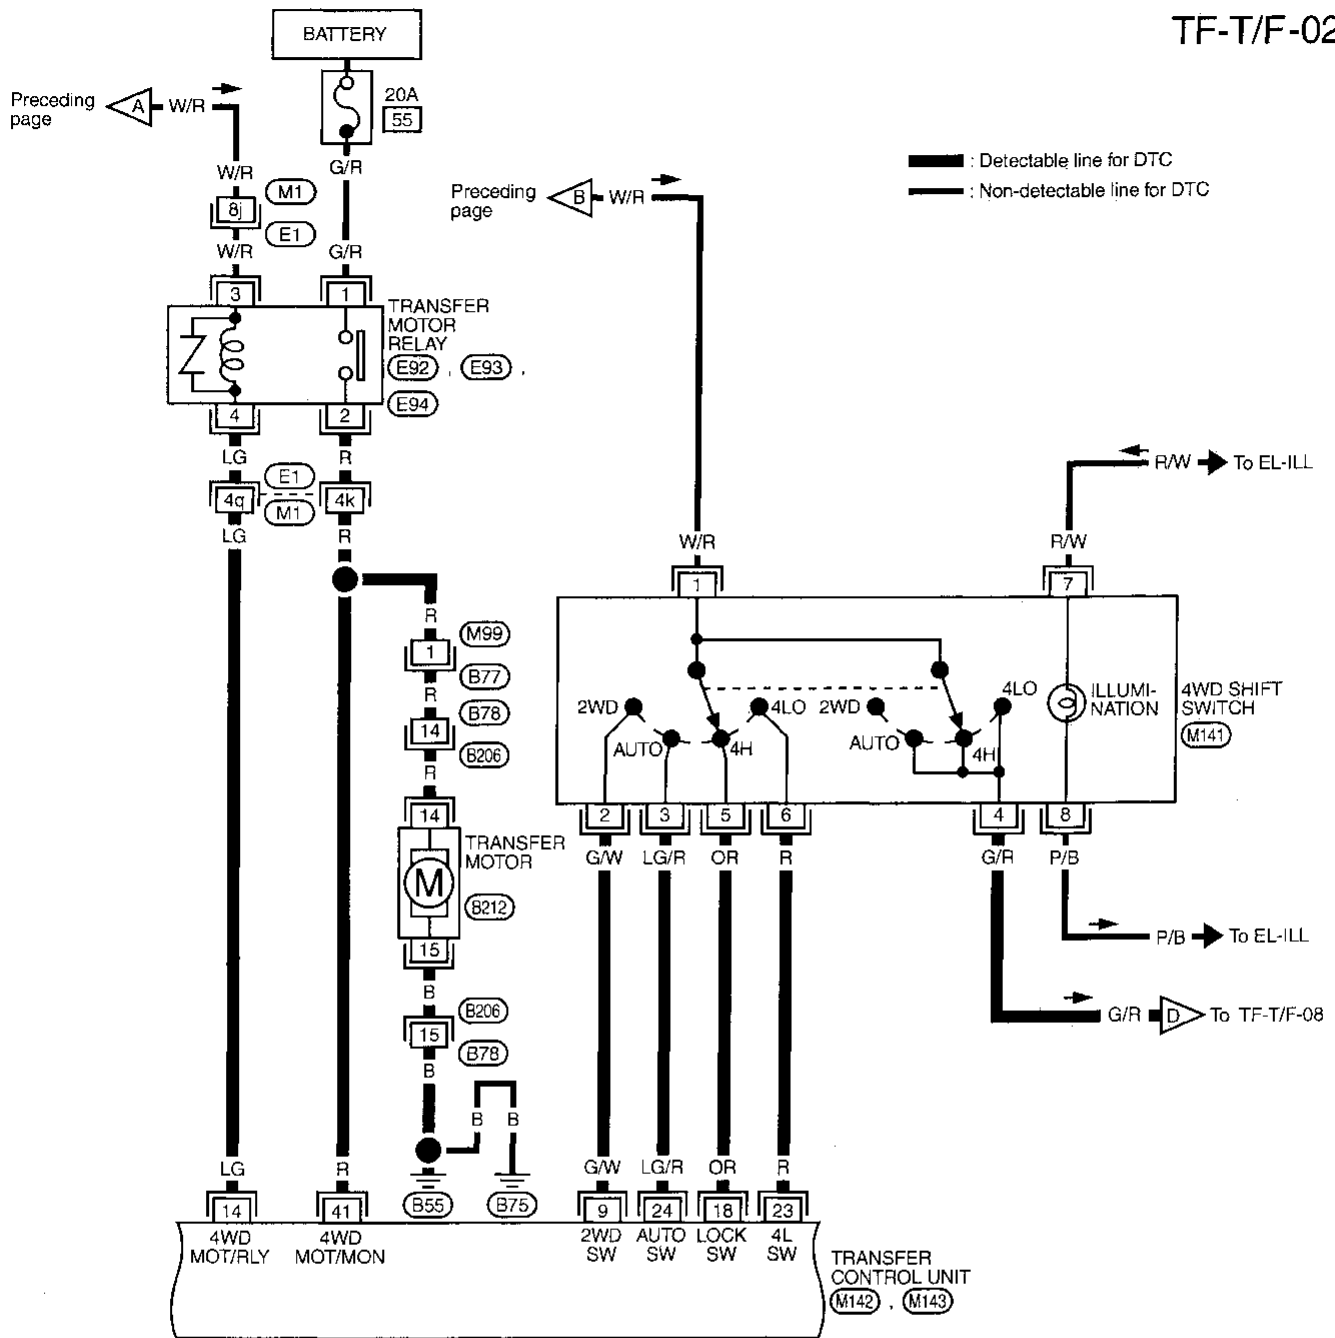 TF-T/F-02
BATTERY
20A
55
Preceding
page
A
W/R
W/R
G/R
8j
M1
E1
W/R
G/R
: Detectable line for DTC
: Non-detectable line for DTC
Preceding
page
B
W/R
3
1
TRANSFER
MOTOR
RELAY
E92 , E93 ,
E94
4
2
LG
R
E1
4q
4k
M1
LG
R
R/W
To EL-ILL
W/R
R/W
1
7
R
1
M99
B77
R
B78
14
B206
R
14
TRANSFER
MOTOR
M
B212
15
B
B206
15
B78
B
2WD
AUTO
4H
4LO
2WD
AUTO
4H
4LO
ILLUMI-
NATION
4WD SHIFT
SWITCH
M141
2
3
5
6
4
8
G/W
LG/R
OR
R
G/R
P/B
P/B
To EL-ILL
G/R
D
To TF-T/F-08
B
B
LG
R
B55
B75
G/W
LG/R
OR
R
14
41
9
24
18
23
4WD
MOT/RLY
4WD
MOT/MON
2WD
SW
AUTO
SW
LOCK
SW
4L
SW
TRANSFER
CONTROL UNIT
M142 , M143